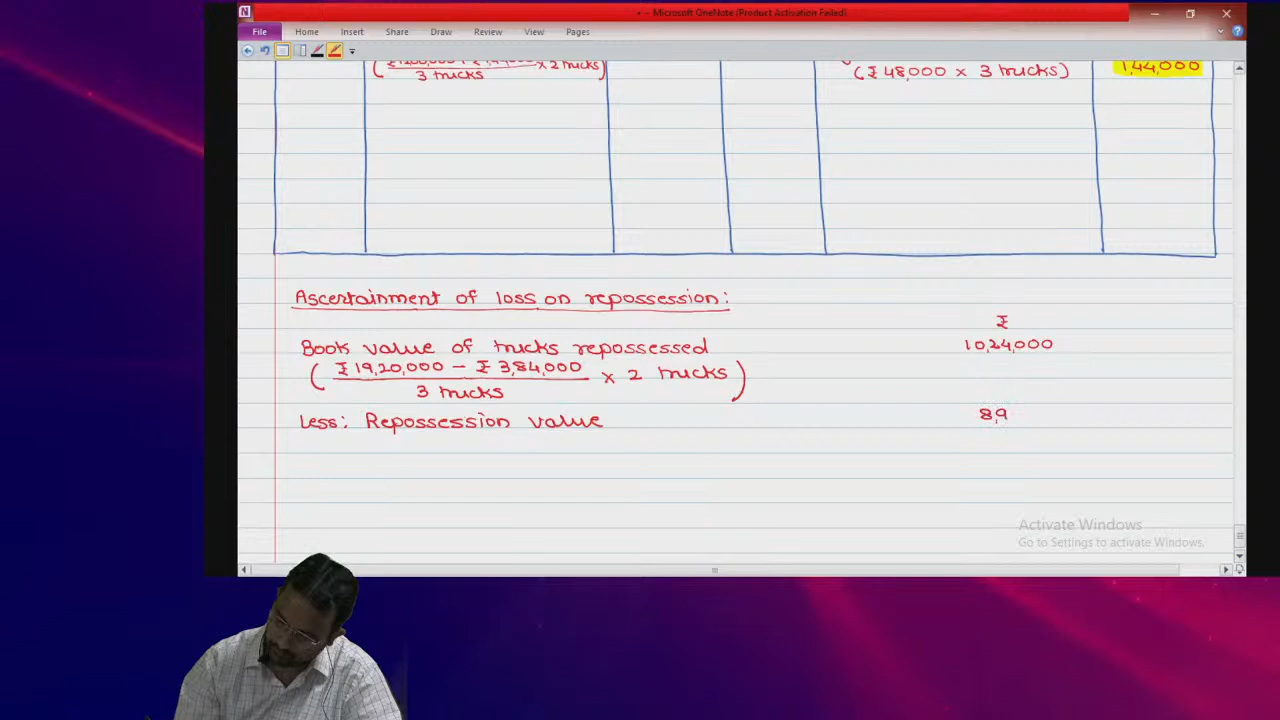 Microsoft OneNote (Product Activation Failed)
File Home Insert Share Draw Review View Pages
3 trucks × 2 trucks)
(₹ 48,000 × 3 trucks)
1,44,000
Ascertainment of loss on repossession:
₹
Book value of trucks repossessed 10,24,000
(₹ 19,20,000 – ₹ 3,84,000 × 2 trucks)
3 trucks
Less: Repossession value 8,9
Activate Windows
Go to Settings to activate Windows.